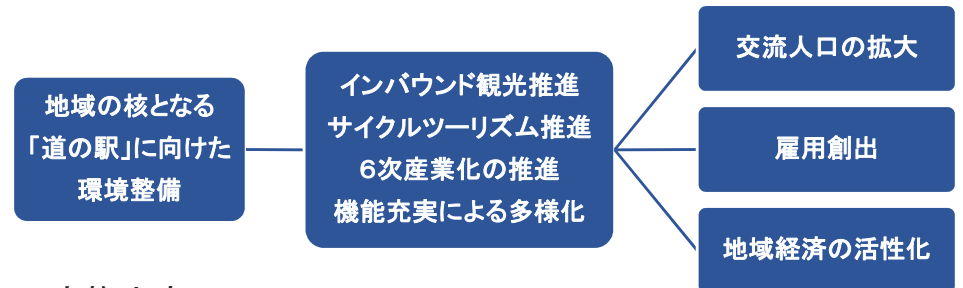 地域の核となる
「道の駅」に向けた
環境整備
インバウンド観光推進
サイクルツーリズム推進
６次産業化の推進
機能充実による多様化
交流人口の拡大
雇用創出
地域経済の活性化